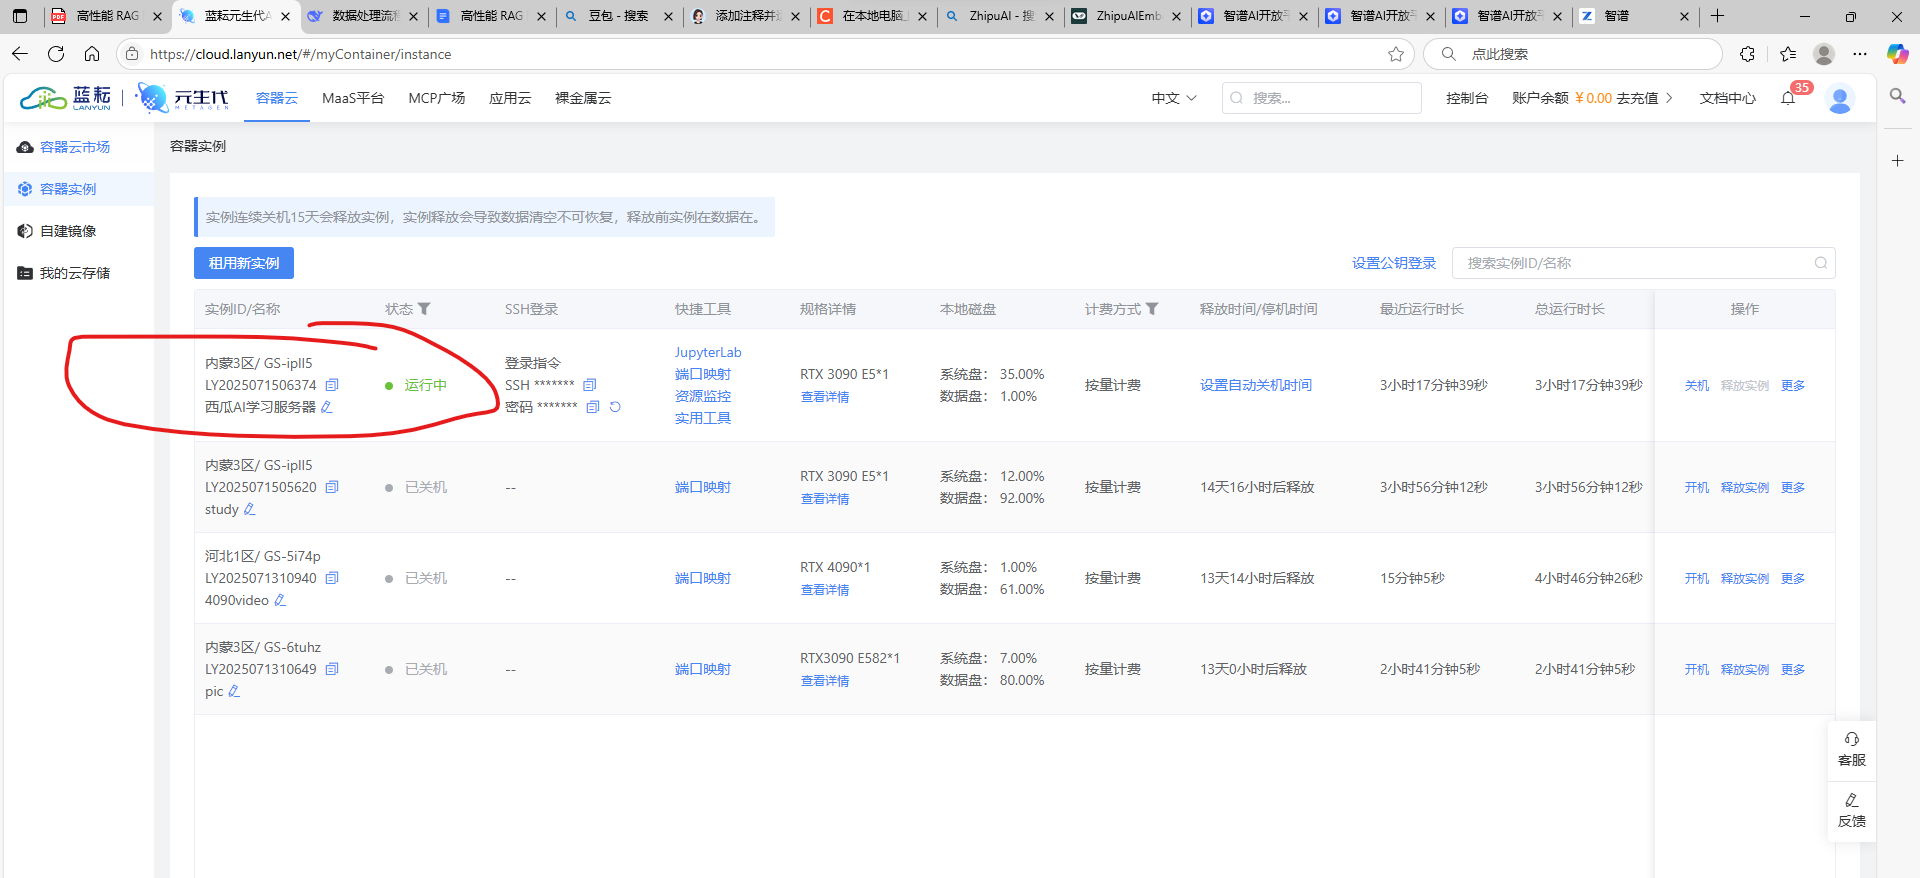 高性能 RAG
蓝耘元生代A
数据处理流程
高性能 RAG
豆包 - 搜索
添加注释并
在本地电脑
ZhipuAI - 搜
ZhipuAIEmb
智谱AI开放平
智谱AI开放平
智谱AI开放平
智谱
https://cloud.lanyun.net/#/myContainer/instance
点此搜索
蓝耘
LANYUN
元生代
METAGEN
容器云
MaaS平台
MCP广场
应用云
裸金属云
中文
搜索...
控制台
账户余额 ¥0.00 去充值
文档中心
35
容器云市场
容器实例
自建镜像
我的云存储
容器实例
实例连续关机15天会释放实例，实例释放会导致数据清空不可恢复，释放前实例在数据在。
租用新实例
设置公钥登录
搜索实例ID/名称
实例ID/名称 状态 SSH登录 快捷工具 规格详情 本地磁盘 计费方式 释放时间/停机时间 最近运行时长 总运行时长 操作
内蒙3区/ GS-ipll5
LY2025071506374
西瓜AI学习服务器
运行中
登录指令
SSH *******
密码 *******
JupyterLab
端口映射
资源监控
实用工具
RTX 3090 E5*1
查看详情
系统盘： 35.00%
数据盘： 1.00%
按量计费
设置自动关机时间
3小时17分钟39秒
3小时17分钟39秒
关机 释放实例 更多
内蒙3区/ GS-ipll5
LY2025071505620
study
已关机
--
端口映射
RTX 3090 E5*1
查看详情
系统盘： 12.00%
数据盘： 92.00%
按量计费
14天16小时后释放
3小时56分钟12秒
3小时56分钟12秒
开机 释放实例 更多
河北1区/ GS-5i74p
LY2025071310940
4090video
已关机
--
端口映射
RTX 4090*1
查看详情
系统盘： 1.00%
数据盘： 61.00%
按量计费
13天14小时后释放
15分钟5秒
4小时46分钟26秒
开机 释放实例 更多
内蒙3区/ GS-6tuhz
LY2025071310649
pic
已关机
--
端口映射
RTX3090 E582*1
查看详情
系统盘： 7.00%
数据盘： 80.00%
按量计费
13天0小时后释放
2小时41分钟5秒
2小时41分钟5秒
开机 释放实例 更多
客服
反馈